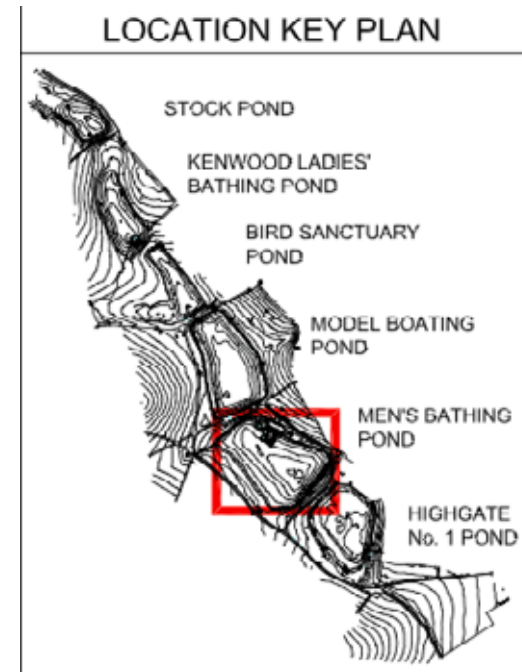 LOCATION KEY PLAN
STOCK POND
KENWOOD LADIES'
BATHING POND
BIRD SANCTUARY
POND
MODEL BOATING
POND
MEN'S BATHING
POND
HIGHGATE
No. 1 POND